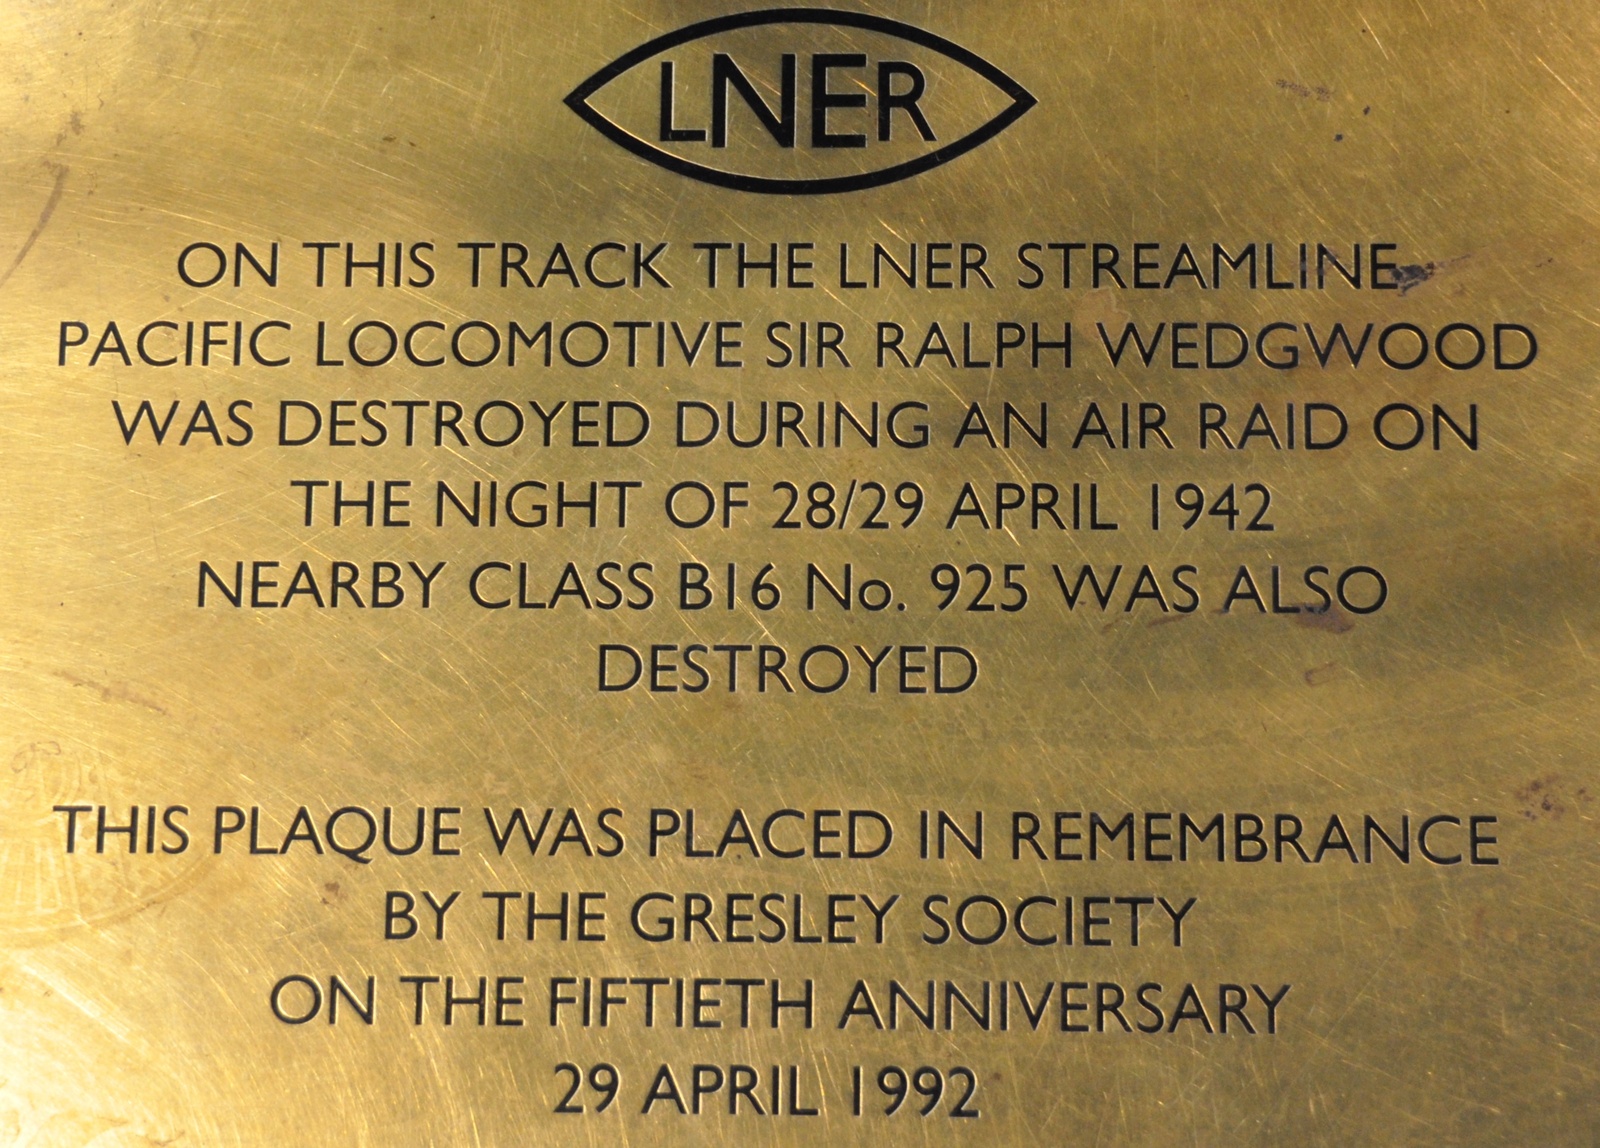 LNER
ON THIS TRACK THE LNER STREAMLINE
PACIFIC LOCOMOTIVE SIR RALPH WEDGWOOD
WAS DESTROYED DURING AN AIR RAID ON
THE NIGHT OF 28/29 APRIL 1942
NEARBY CLASS B16 No. 925 WAS ALSO
DESTROYED
THIS PLAQUE WAS PLACED IN REMEMBRANCE
BY THE GRESLEY SOCIETY
ON THE FIFTIETH ANNIVERSARY
29 APRIL 1992